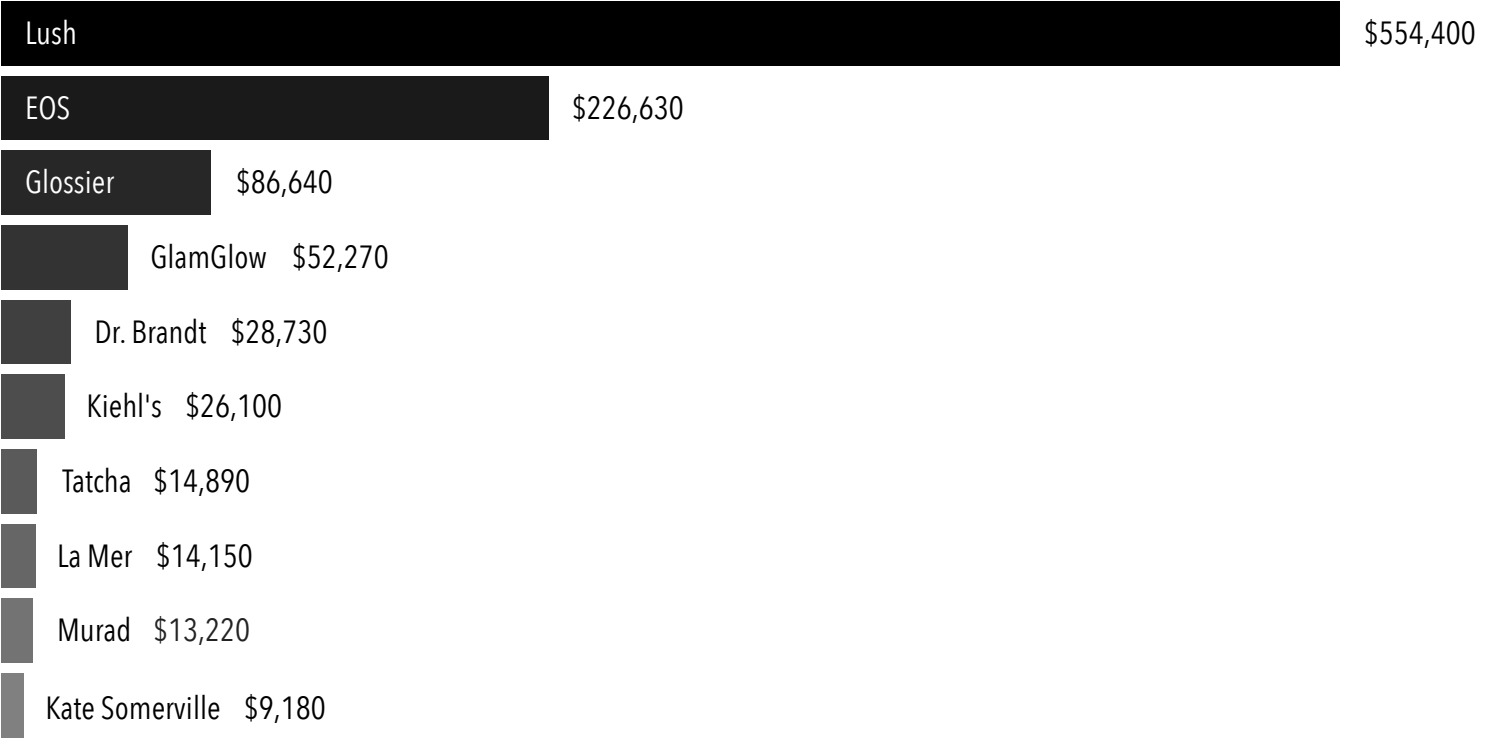 Lush $554,400
EOS $226,630
Glossier $86,640
GlamGlow $52,270
Dr. Brandt $28,730
Kiehl's $26,100
Tatcha $14,890
La Mer $14,150
Murad $13,220
Kate Somerville $9,180